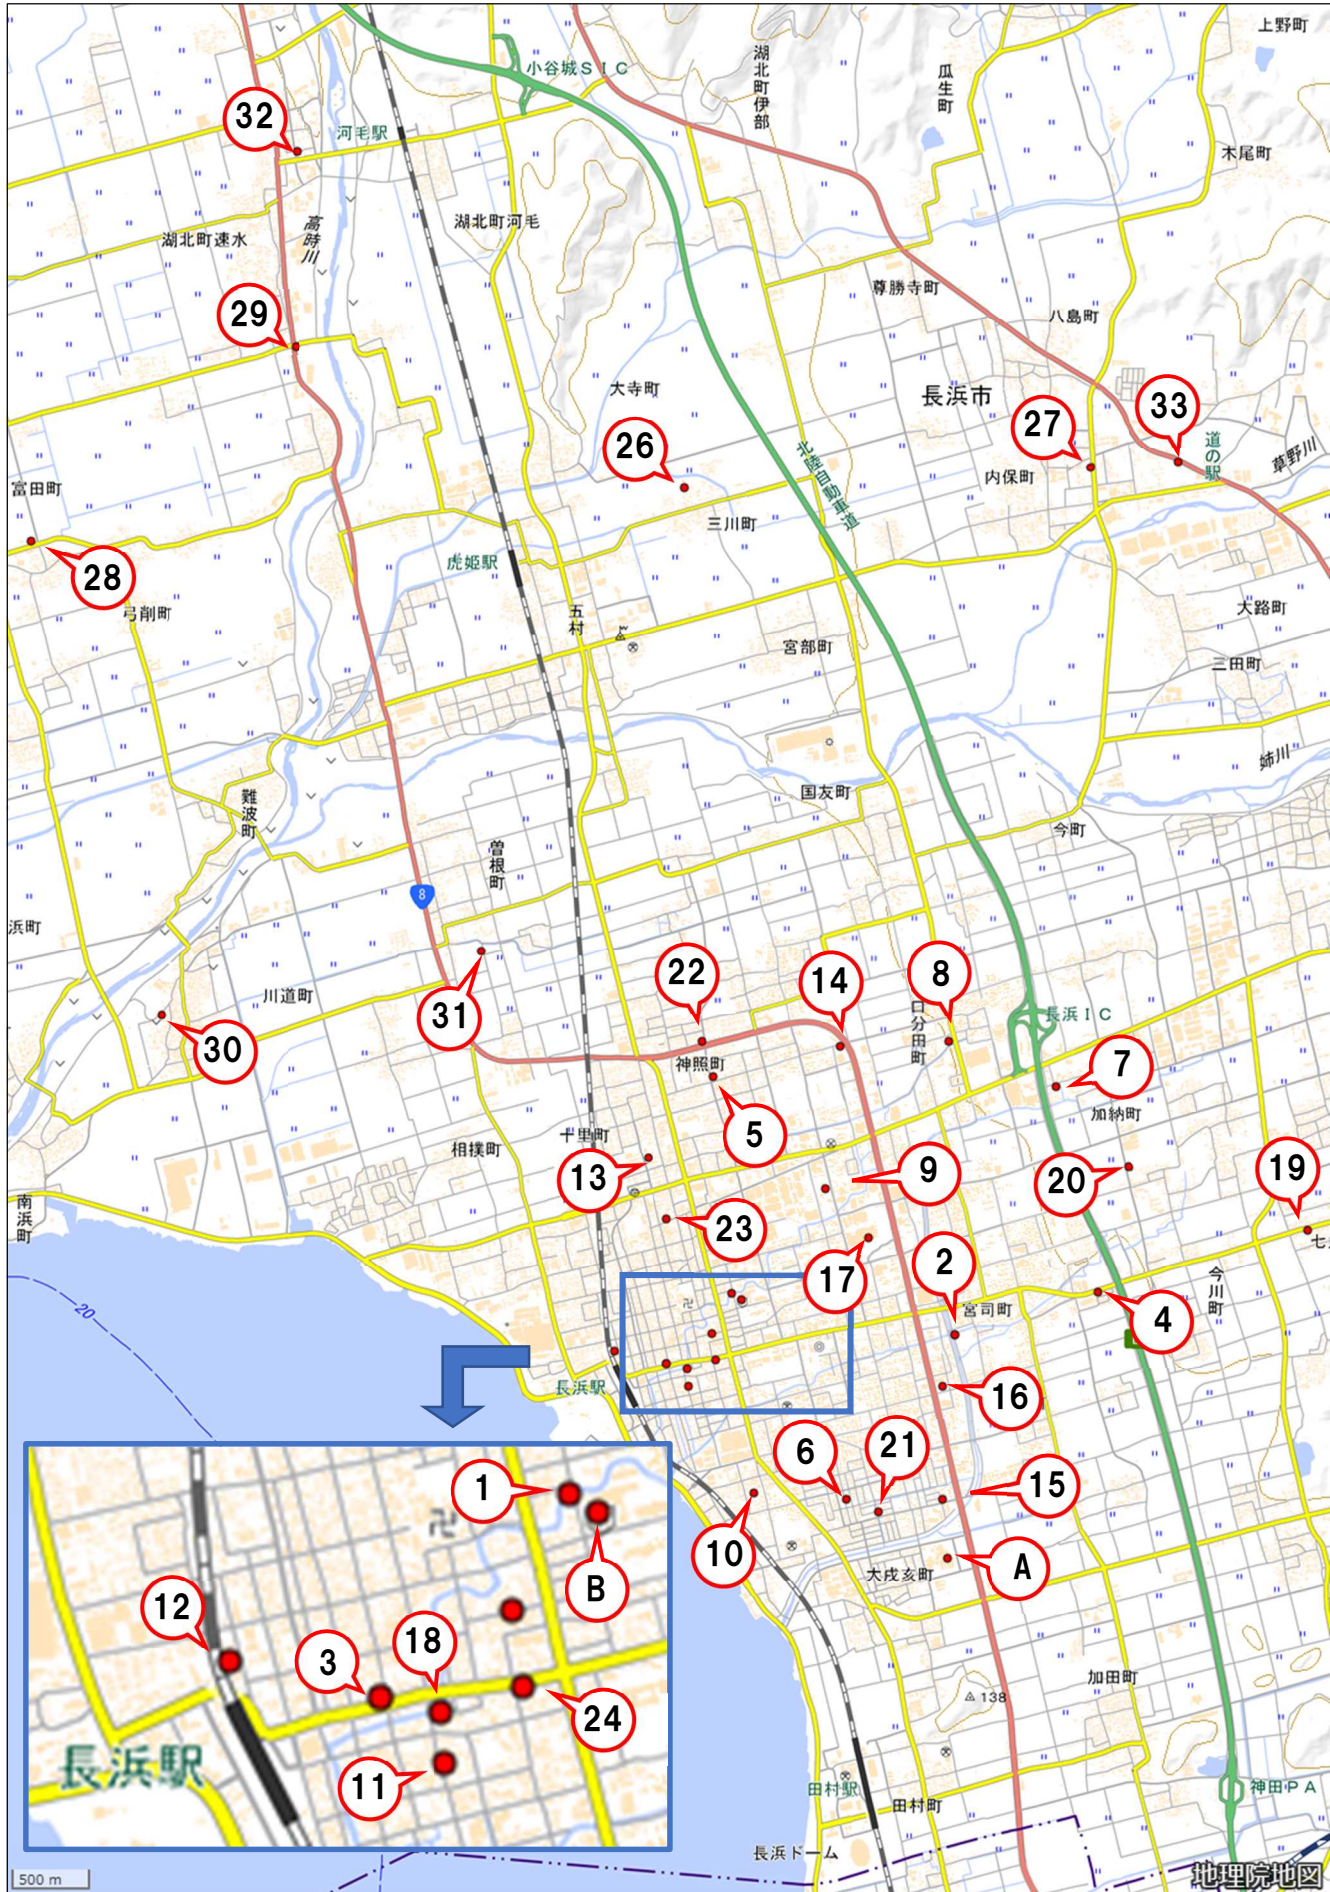 上野町
小谷城ＳＩＣ
湖北町伊部
瓜生町
32
河毛駅
木尾町
湖北町河毛
高時川
湖北町速水
尊勝寺町
29
八島町
大寺町
長浜市
33
27
26
道の駅
草野川
北陸自動車道
内保町
富田町
三川町
虎姫駅
28
弓削町
五村
大路町
宮部町
三田町
姉川
国友町
難波町
今町
曽根町
8
浜町
22
14
8
川道町
31
口分田町
長浜ＩＣ
30
神照町
7
加納町
5
十里町
相撲町
13
9
20
19
南浜町
23
七
2
17
今川町
20
宮司町
4
長浜駅
16
6
21
1
15
卍
10
A
大戌亥町
B
12
18
3
加田町
24
138
長浜駅
11
田村駅
田村町
神田ＰＡ
長浜ドーム
500 m
地理院地図